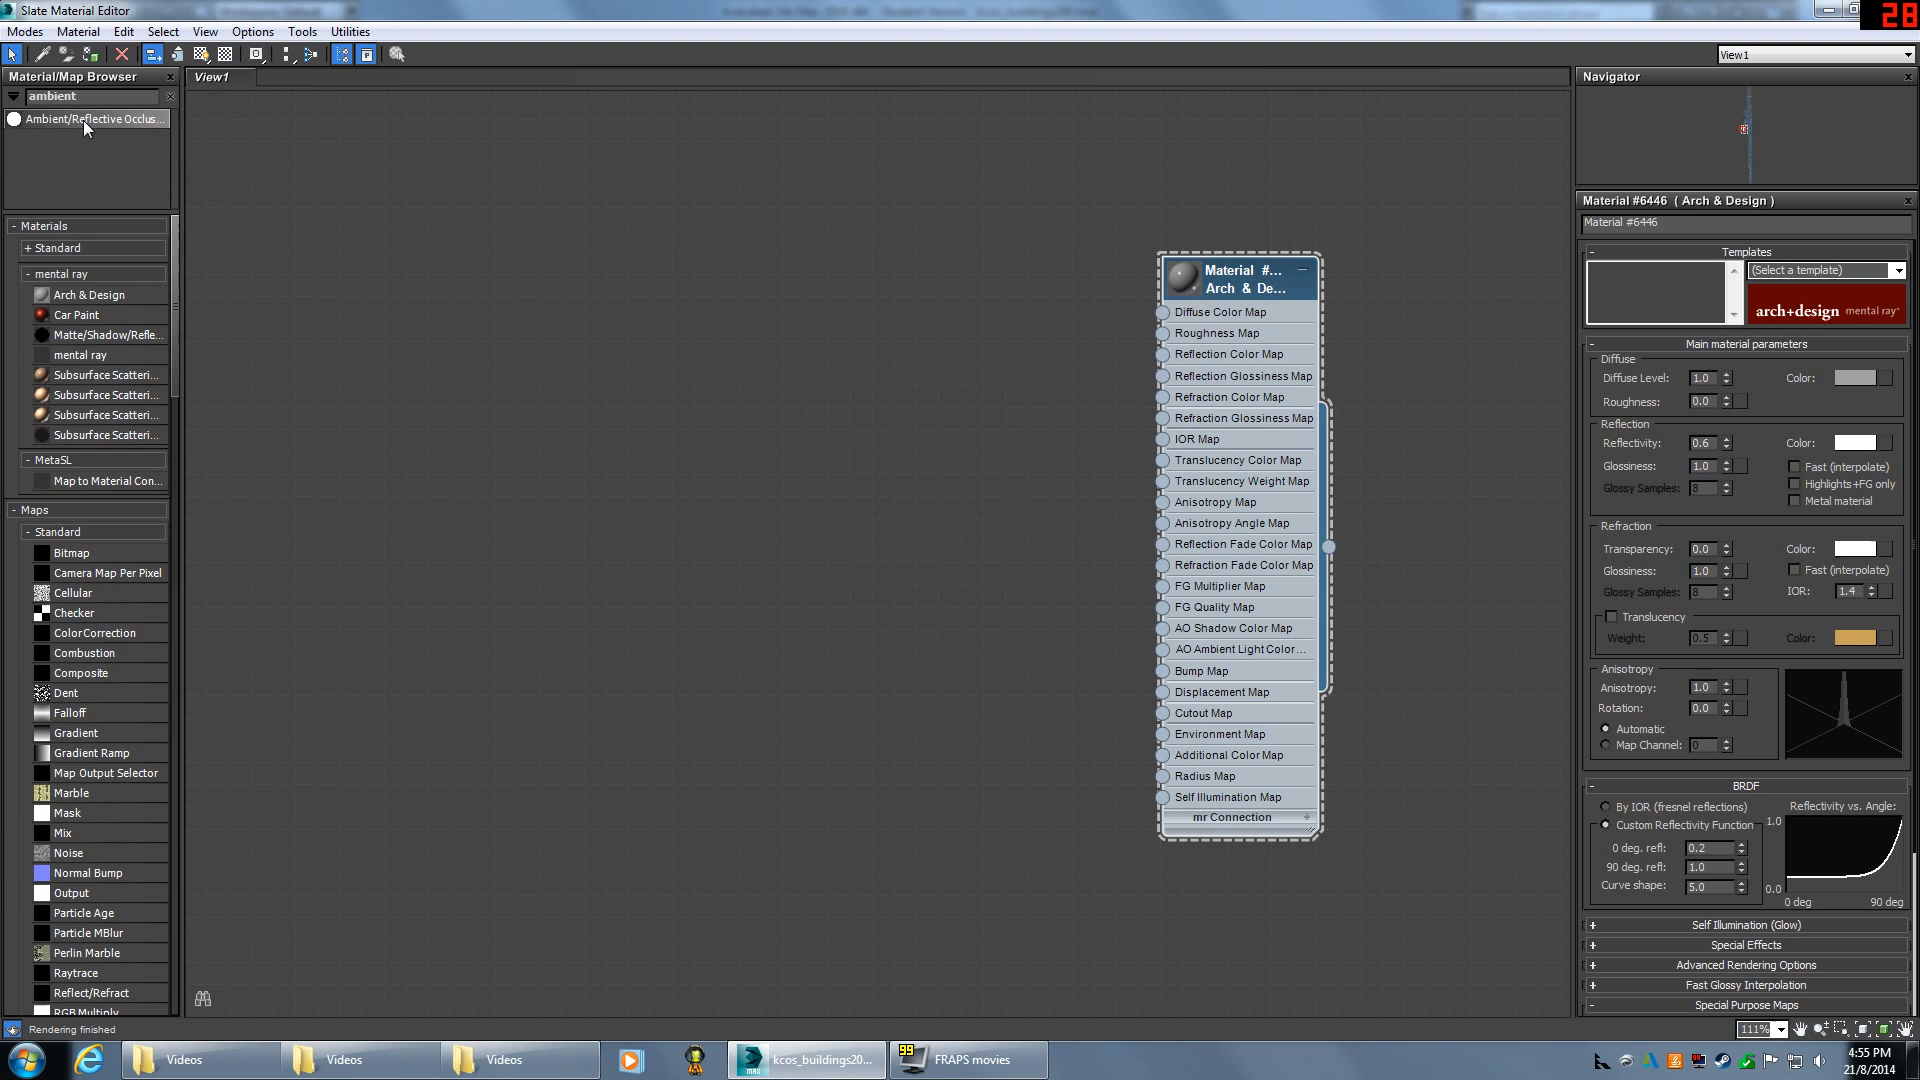 Slate Material Editor
28
Modes Material Edit Select View Options Tools Utilities
View1
Material/Map Browser
View1
Navigator
ambient
Ambient/Reflective Occlus...
- Materials
+ Standard
- mental ray
Arch & Design
Car Paint
Matte/Shadow/Refle...
mental ray
Subsurface Scatteri...
Subsurface Scatteri...
Subsurface Scatteri...
Subsurface Scatteri...
- MetaSL
Map to Material Con...
- Maps
- Standard
Bitmap
Camera Map Per Pixel
Cellular
Checker
Color Correction
Combustion
Composite
Dent
Falloff
Gradient
Gradient Ramp
Map Output Selector
Marble
Mask
Mix
Noise
Normal Bump
Output
Particle Age
Particle MBlur
Perlin Marble
Raytrace
Reflect/Refract
RGB Multiply
Material #...
Arch & De...
Diffuse Color Map
Roughness Map
Reflection Color Map
Reflection Glossiness Map
Refraction Color Map
Refraction Glossiness Map
IOR Map
Translucency Color Map
Translucency Weight Map
Anisotropy Map
Anisotropy Angle Map
Reflection Fade Color Map
Refraction Fade Color Map
FG Multiplier Map
FG Quality Map
AO Shadow Color Map
AO Ambient Light Color...
Bump Map
Displacement Map
Cutout Map
Environment Map
Additional Color Map
Radius Map
Self Illumination Map
mr Connection +
Material #6446 ( Arch & Design )
Material #6446
- Templates
(Select a template)
arch+design mental ray
- Main material parameters
Diffuse
Diffuse Level: 1.0 Color:
Roughness: 0.0
Reflection
Reflectivity: 0.6 Color:
Glossiness: 1.0 Fast (interpolate)
Glossy Samples: 8 Highlights+FG only
Metal material
Refraction
Transparency: 0.0 Color:
Glossiness: 1.0 Fast (interpolate)
Glossy Samples: 8 IOR: 1.4
Translucency
Weight: 0.5 Color:
Anisotropy
Anisotropy: 1.0
Rotation: 0.0
Automatic
Map Channel: 0
- BRDF
By IOR (fresnel reflections) Reflectivity vs. Angle:
Custom Reflectivity Function 1.0
0 deg. refl: 0.2
90 deg. refl: 1.0
Curve shape: 5.0 0.0
0 deg 90 deg
+ Self Illumination (Glow)
+ Special Effects
+ Advanced Rendering Options
+ Fast Glossy Interpolation
- Special Purpose Maps
Rendering finished
111%
Videos
Videos
Videos
MAX
kcos_buildings20...
99
FRAPS movies
4:55 PM
21/8/2014